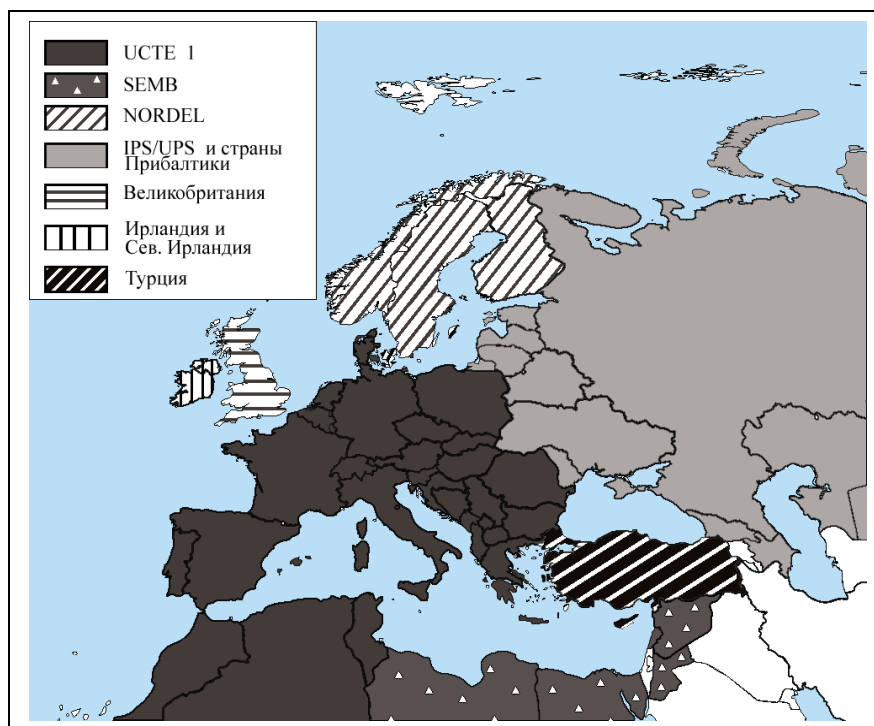 UCTE 1
SEMB
NORDEL
IPS/UPS и страны
Прибалтики
Великобритания
Ирландия и
Сев. Ирландия
Турция